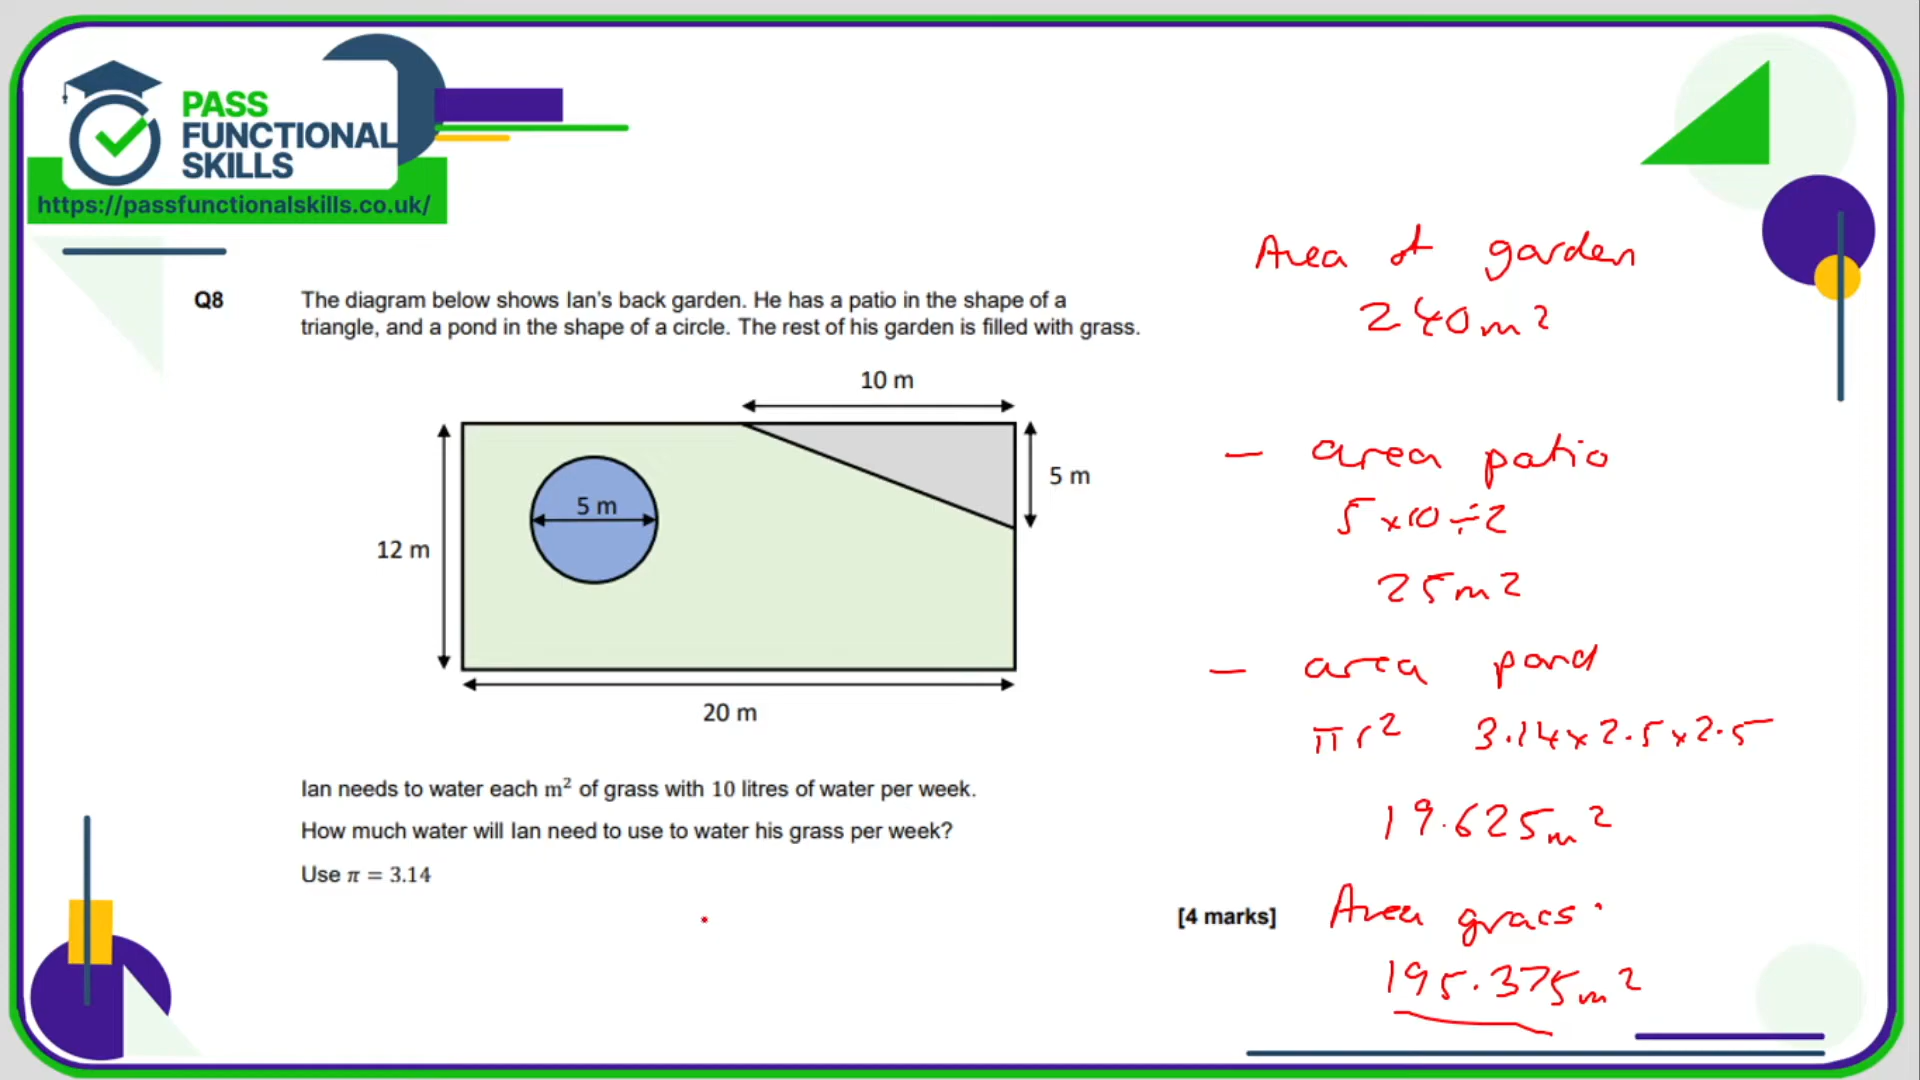 PASS
FUNCTIONAL
SKILLS
https://passfunctionalskills.co.uk/
Q8
The diagram below shows Ian's back garden. He has a patio in the shape of a
triangle, and a pond in the shape of a circle. The rest of his garden is filled with grass.
10 m
5 m
5 m
12 m
20 m
Ian needs to water each m² of grass with 10 litres of water per week.
How much water will Ian need to use to water his grass per week?
Use π = 3.14
[4 marks]
Area of garden
240m²
- area patio
5×10÷2
25m²
- area pond
πr² 3.14×2.5×2.5
19.625m²
Area grass:
195.375m²